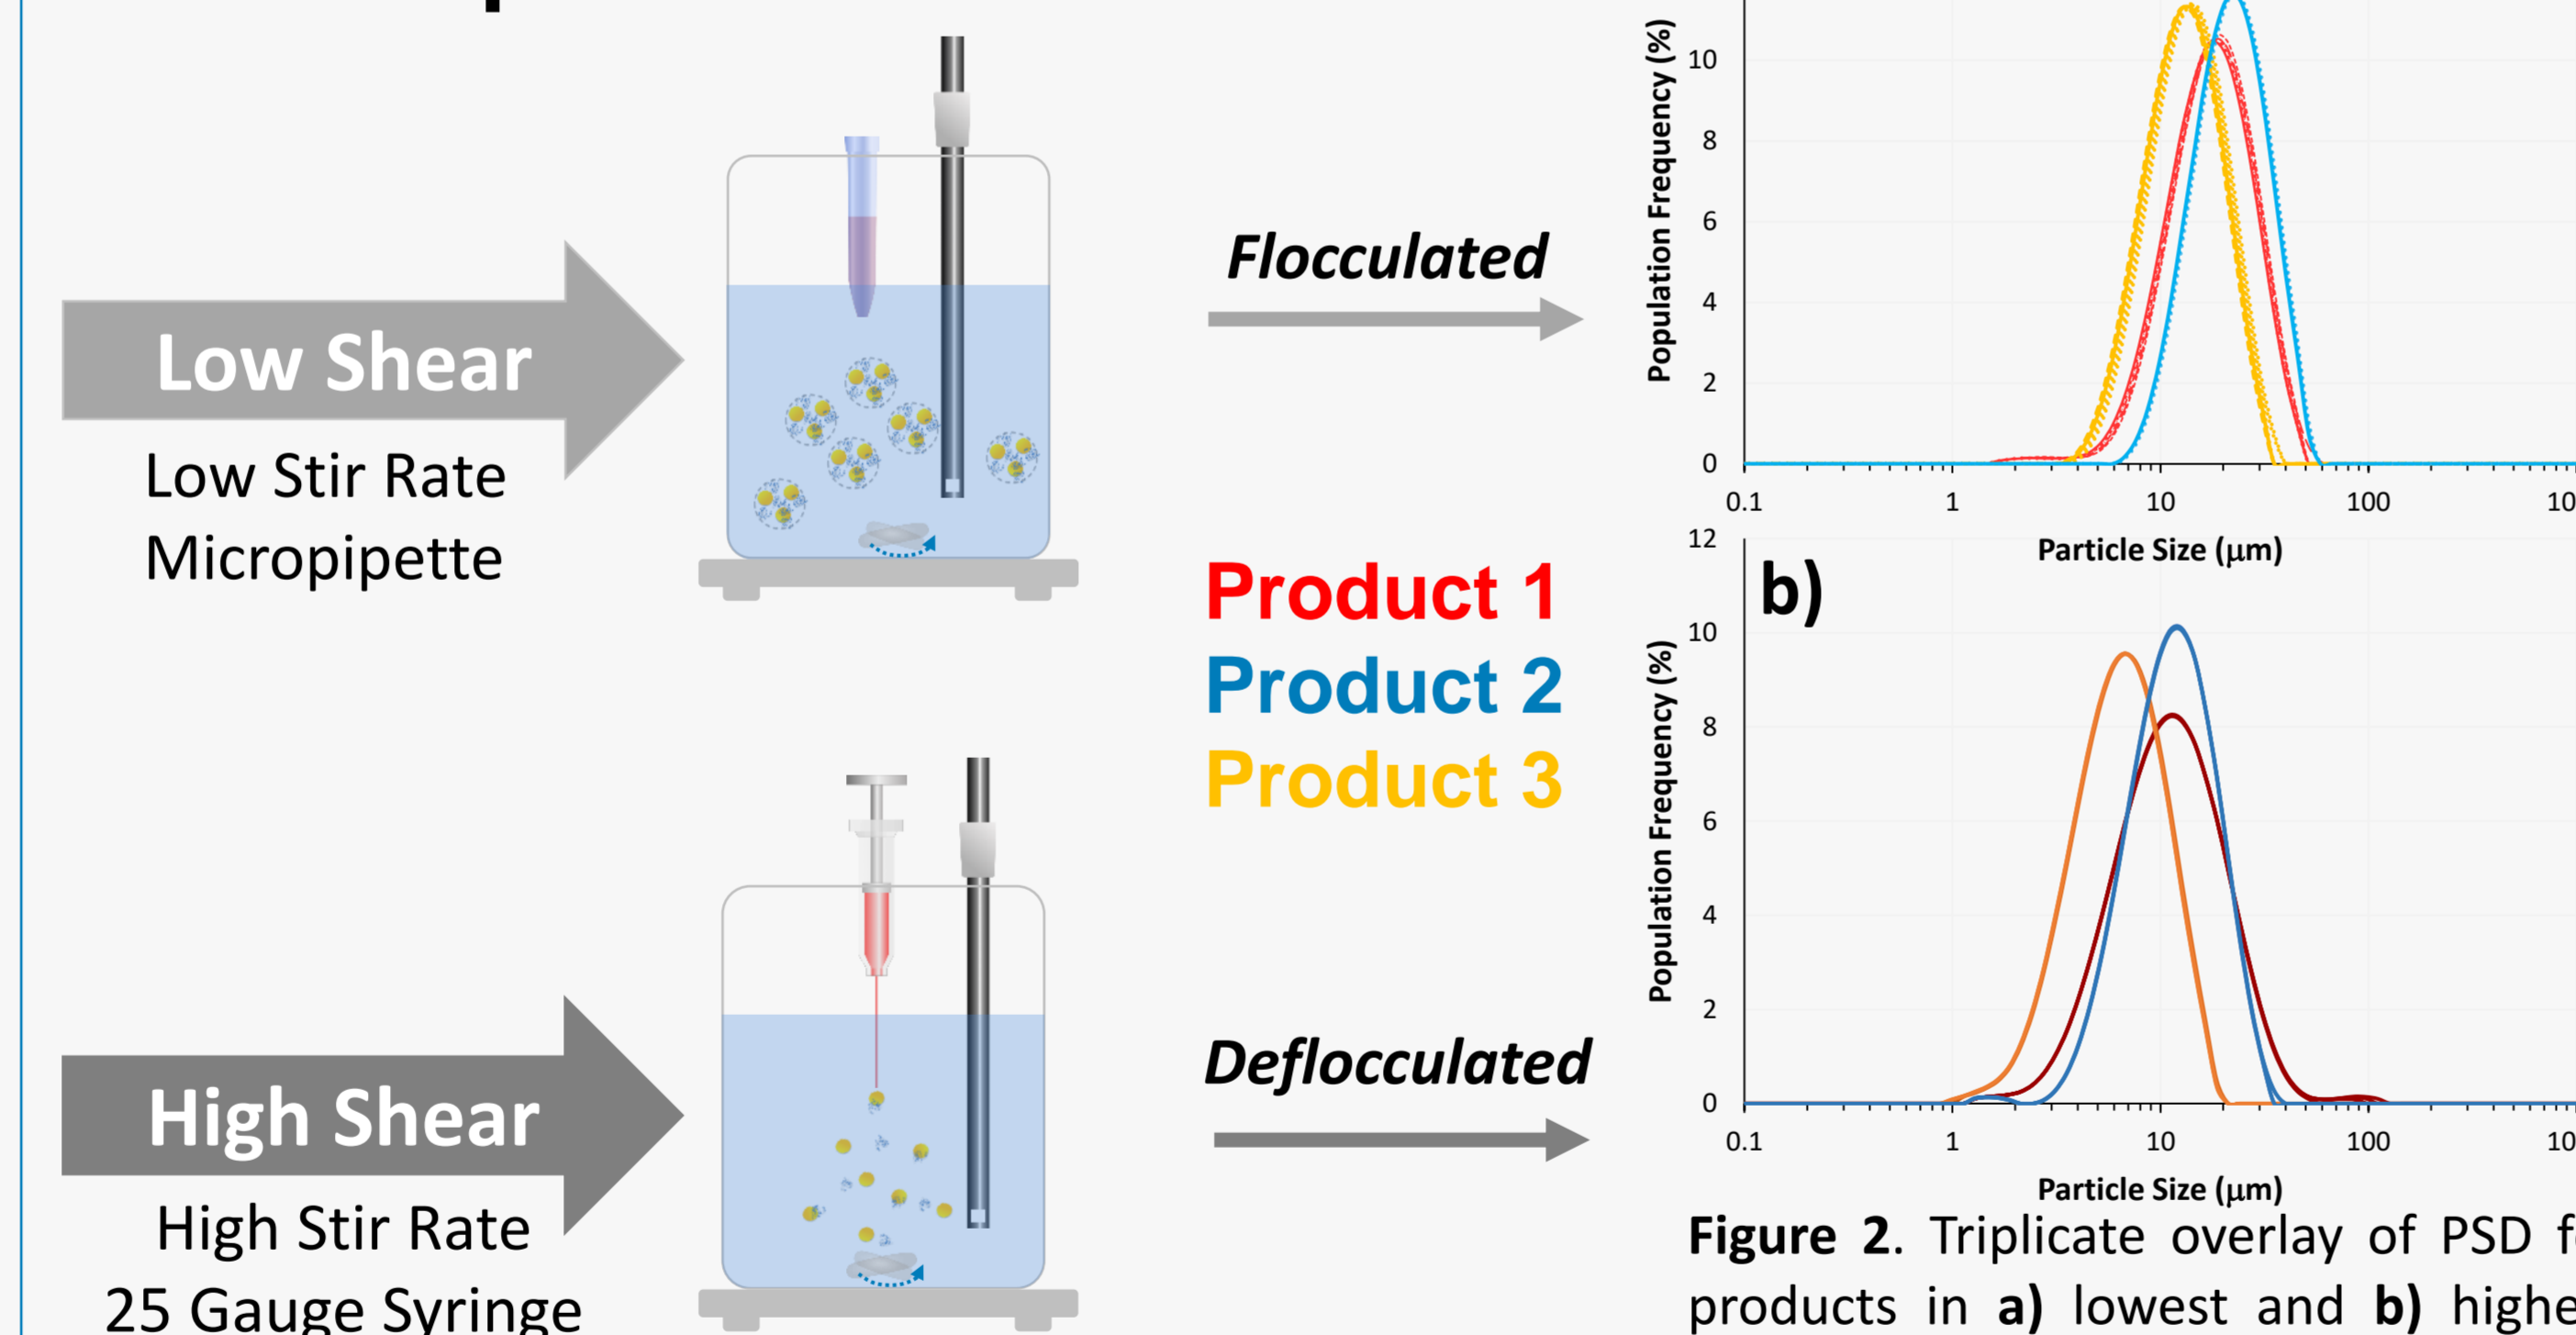 Low Shear
Low Stir Rate
Micropipette
Flocculated
Product 1
Product 2
Product 3
High Shear
High Stir Rate
25 Gauge Syringe
Deflocculated
Population Frequency (%)
10
8
6
4
2
0
0.1 1 10 100
Particle Size (µm)
b)
Population Frequency (%)
12
10
8
6
4
2
0
0.1 1 10 100
Particle Size (µm)
Figure 2. Triplicate overlay of PSD
products in a) lowest and b)